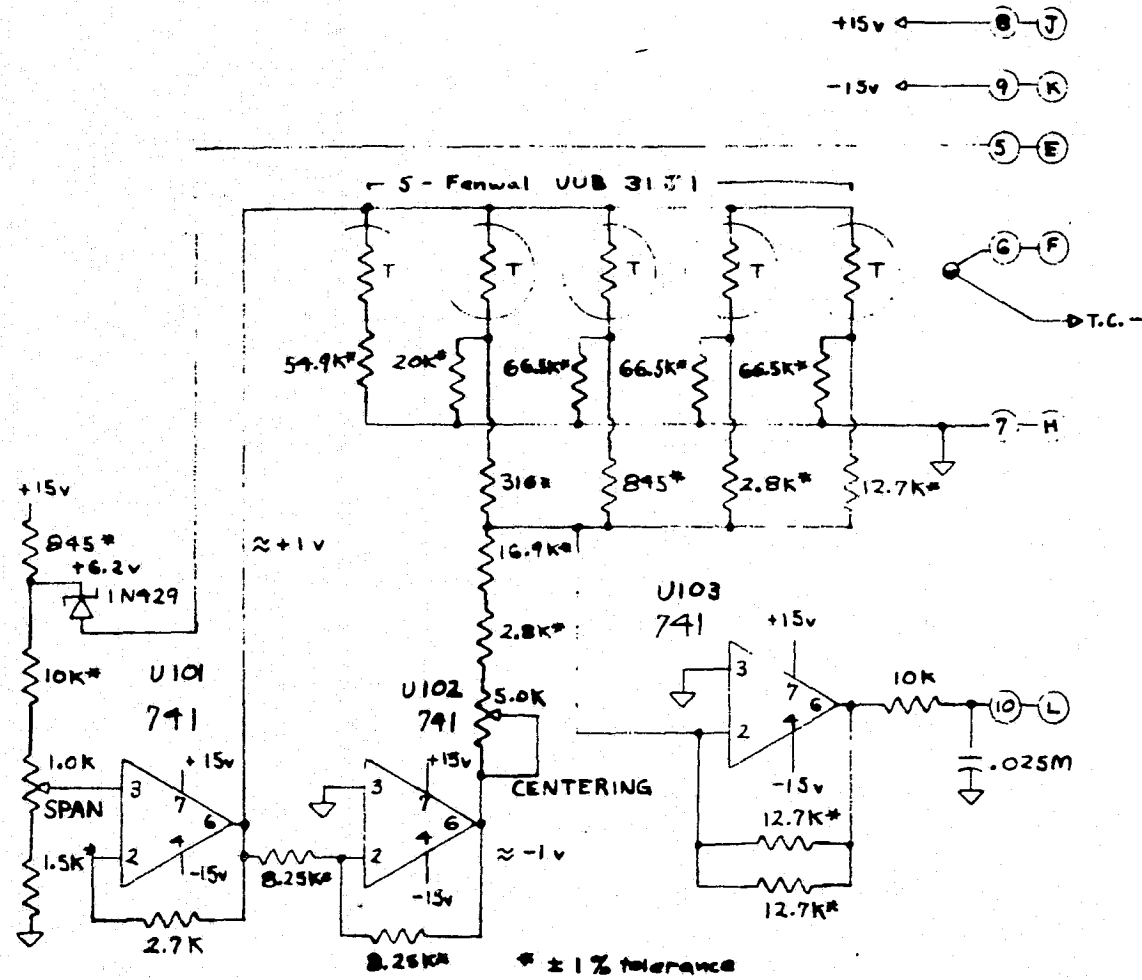 +15v 8 J
-15v 9 K
5 E
5 - Fenwal UUB 31J1
T T T T T
6 F
T.C. -
54.9K* 20K* 66.5K* 66.5K* 66.5K*
7 H
316* 845* 2.8K* 12.7K*
+15v
845*
+6.2v
1N429
≈+1v
16.9K*
2.8K*
U103
741
+15v
10K*
U101
741
U102
741
5.0K
3
7
6
2
4
-15v
10K
10 L
.025M
1.0K
SPAN
+15v
3
7
6
4
2
-15v
1.5K*
+15v
3
7
6
4
2
-15v
CENTERING
≈ -1v
8.25K*
12.7K*
12.7K*
2.7K
8.25K*
* ± 1% tolerance